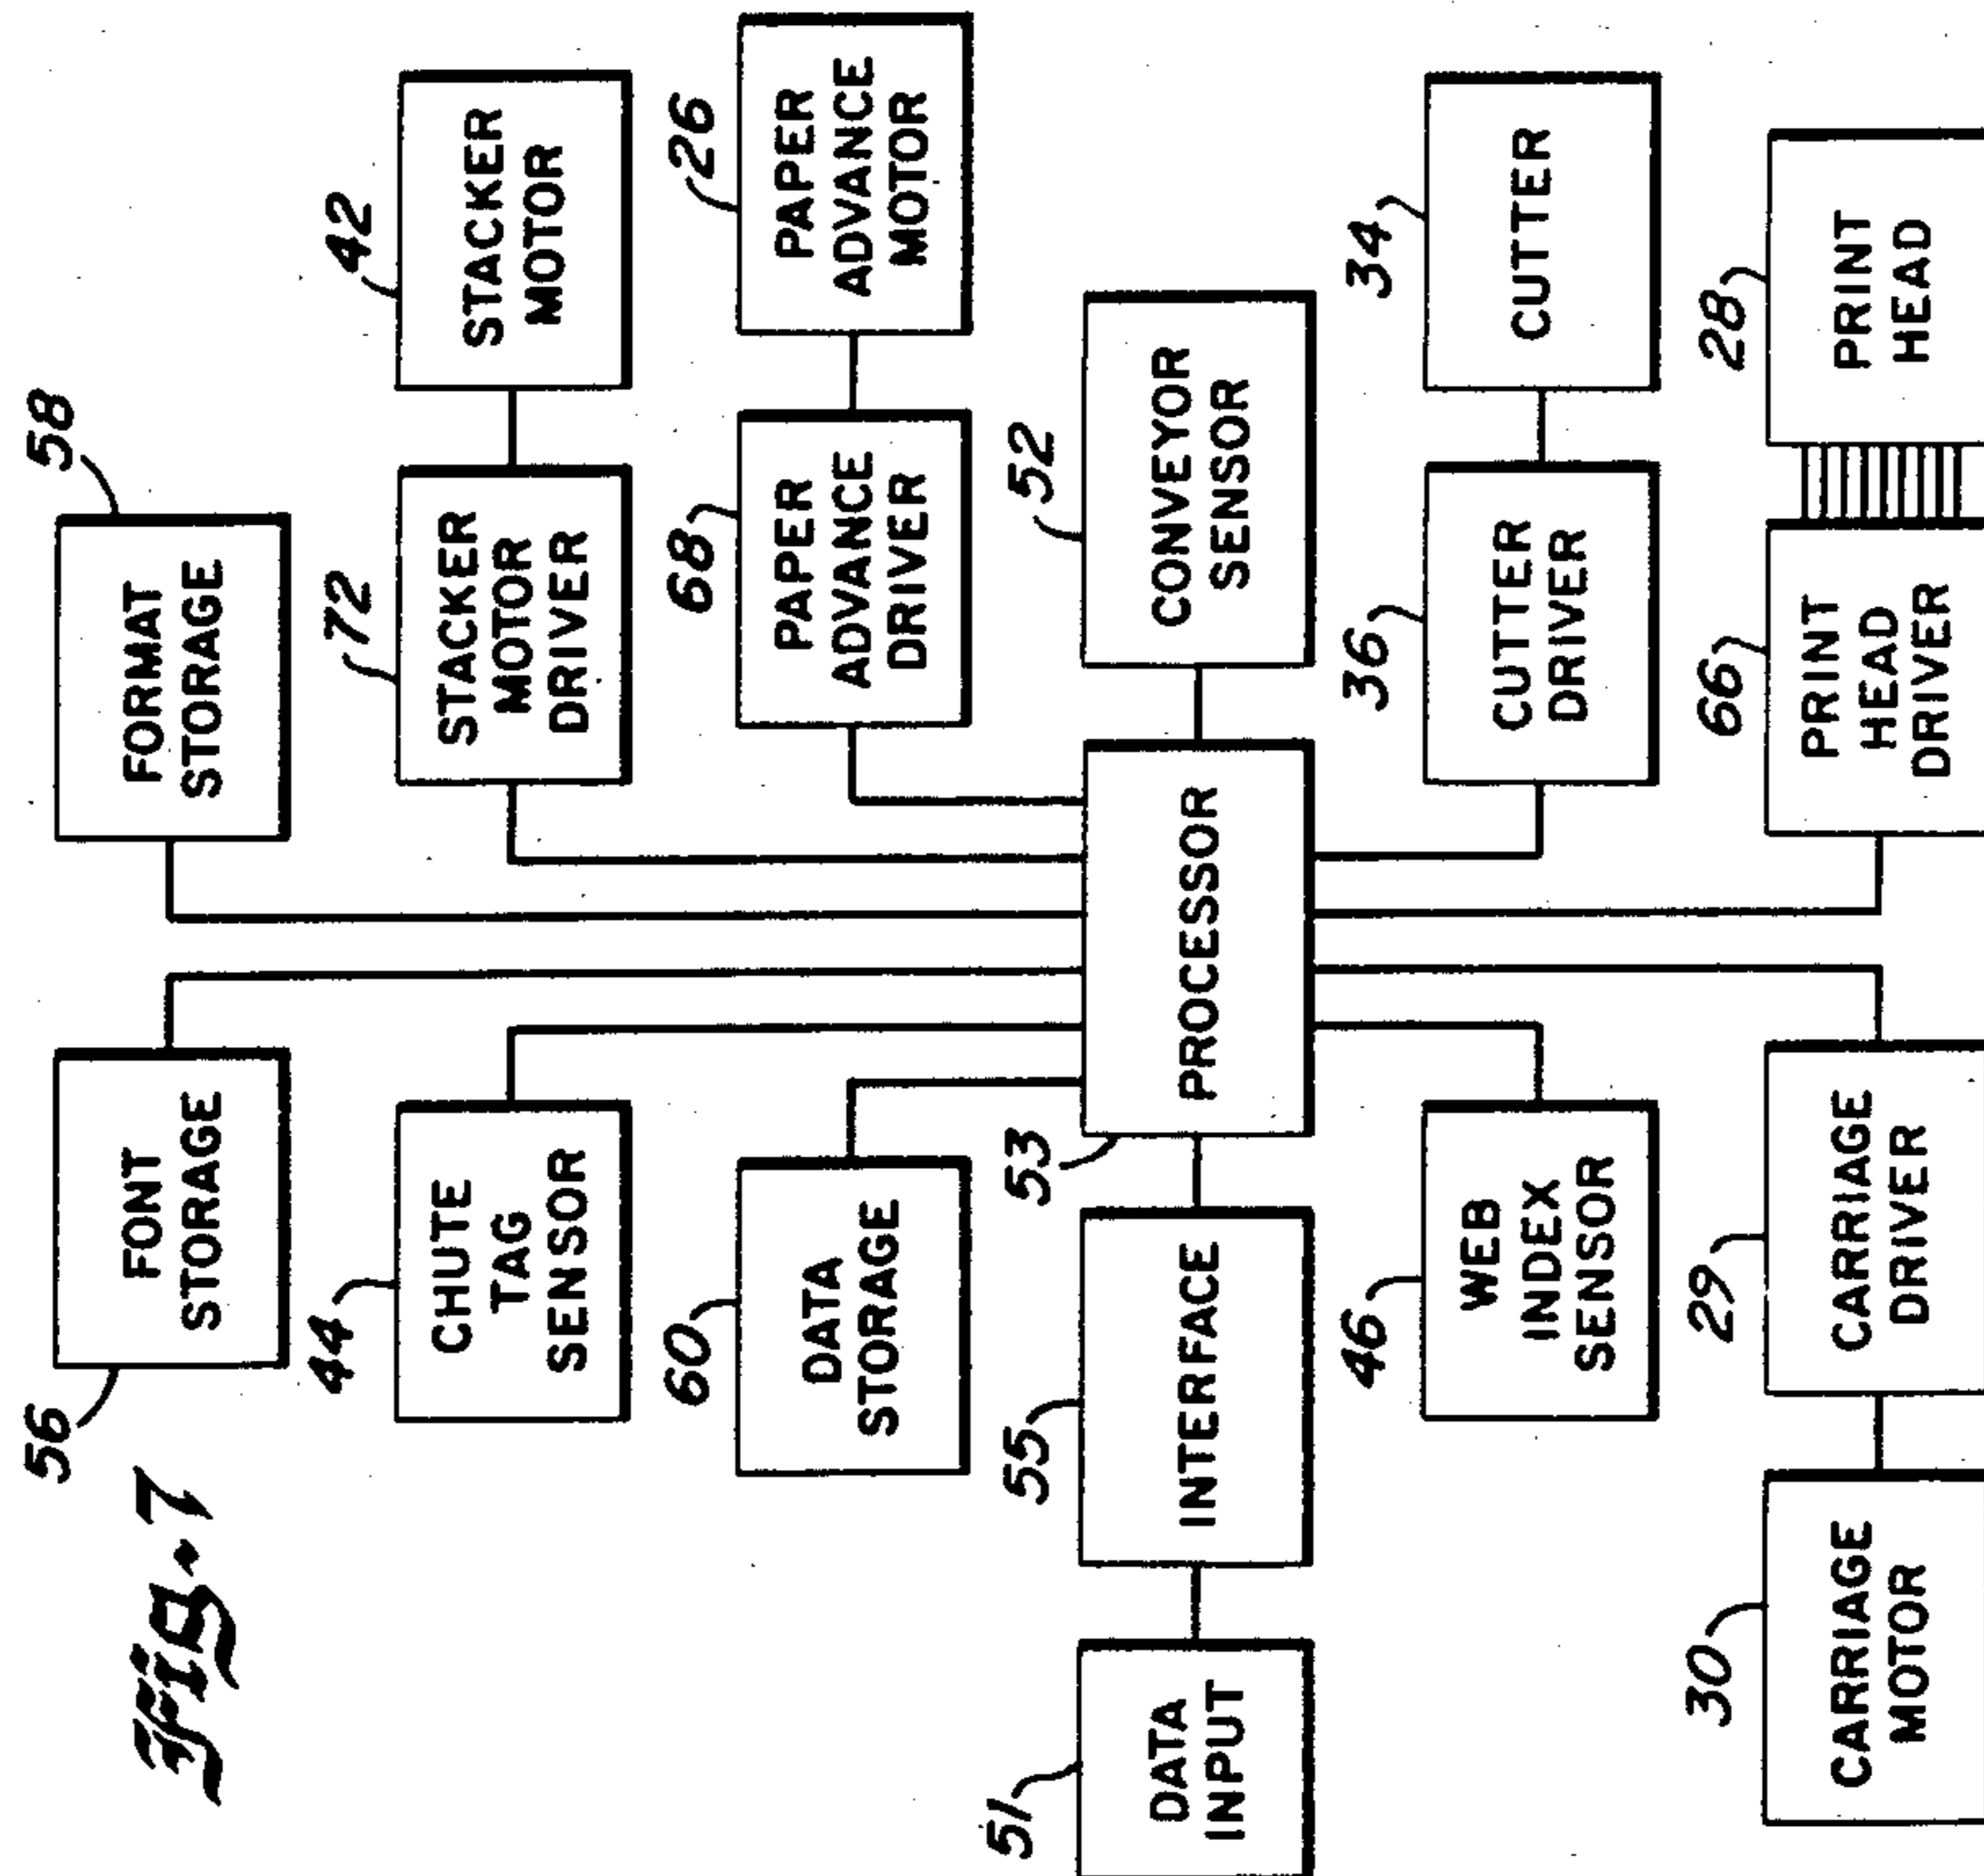 Fig. 7
56
FONT
STORAGE
58
FORMAT
STORAGE
44
CHUTE
TAG
SENSOR
72
STACKER
MOTOR
DRIVER
42
STACKER
MOTOR
60
DATA
STORAGE
68
PAPER
ADVANCE
DRIVER
26
PAPER
ADVANCE
MOTOR
51
DATA
INPUT
55
INTERFACE
53
PROCESSOR
52
CONVEYOR
SENSOR
46
WEB
INDEX
SENSOR
36
CUTTER
DRIVER
34
CUTTER
30
CARRIAGE
MOTOR
29
CARRIAGE
DRIVER
66
PRINT
HEAD
DRIVER
28
PRINT
HEAD